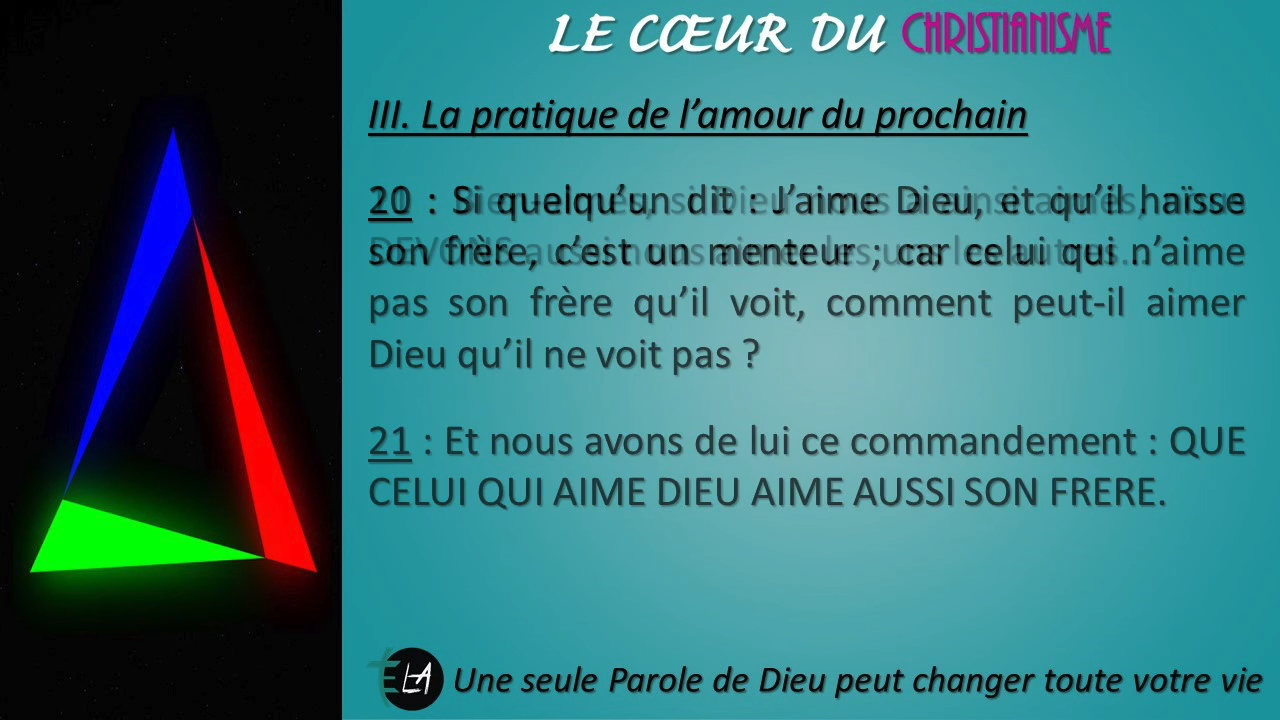 LE CŒUR DU CHRISTIANISME
III. La pratique de l’amour du prochain
20 : Si quelqu’un dit : J’aime Dieu, et qu’il haïsse
son frère, c’est un menteur ; car celui qui n’aime
pas son frère qu’il voit, comment peut-il aimer
Dieu qu’il ne voit pas ?
21 : Et nous avons de lui ce commandement : QUE
CELUI QUI AIME DIEU AIME AUSSI SON FRERE.
ELA Une seule Parole de Dieu peut changer toute votre vie